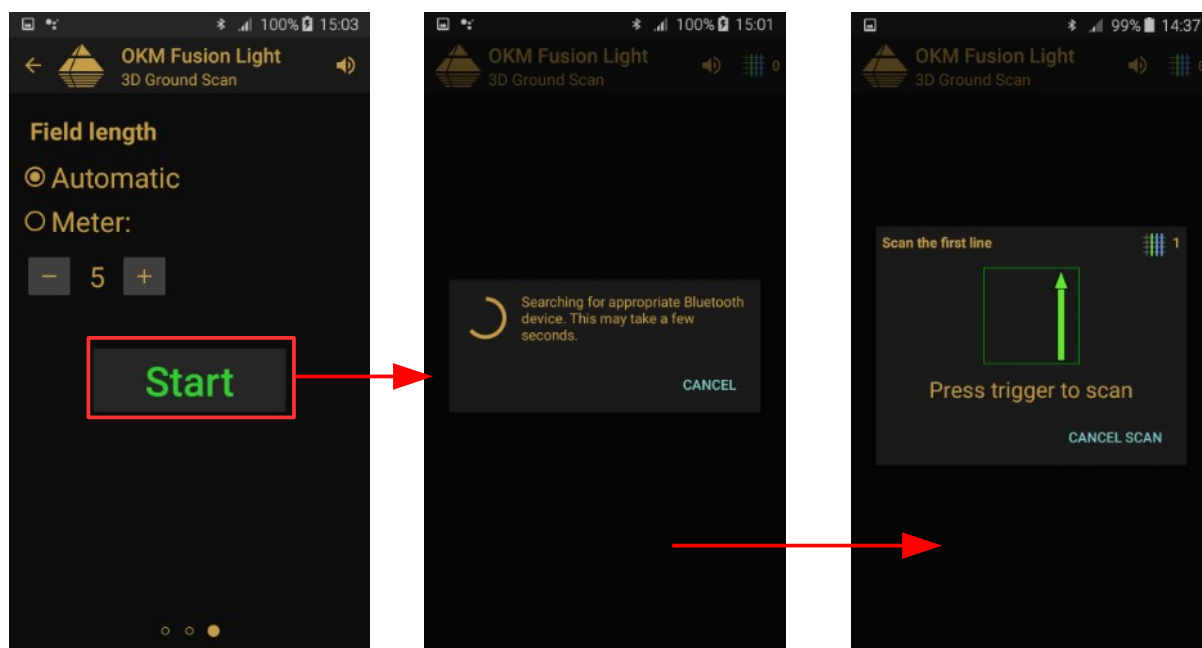 100% 15:03
OKM Fusion Light
3D Ground Scan
Field length
Automatic
Meter:
− 5 +
Start
100% 15:01
OKM Fusion Light
3D Ground Scan
0
Searching for appropriate Bluetooth
device. This may take a few
seconds.
CANCEL
99% 14:37
OKM Fusion Light
3D Ground Scan
Scan the first line
1
Press trigger to scan
CANCEL SCAN